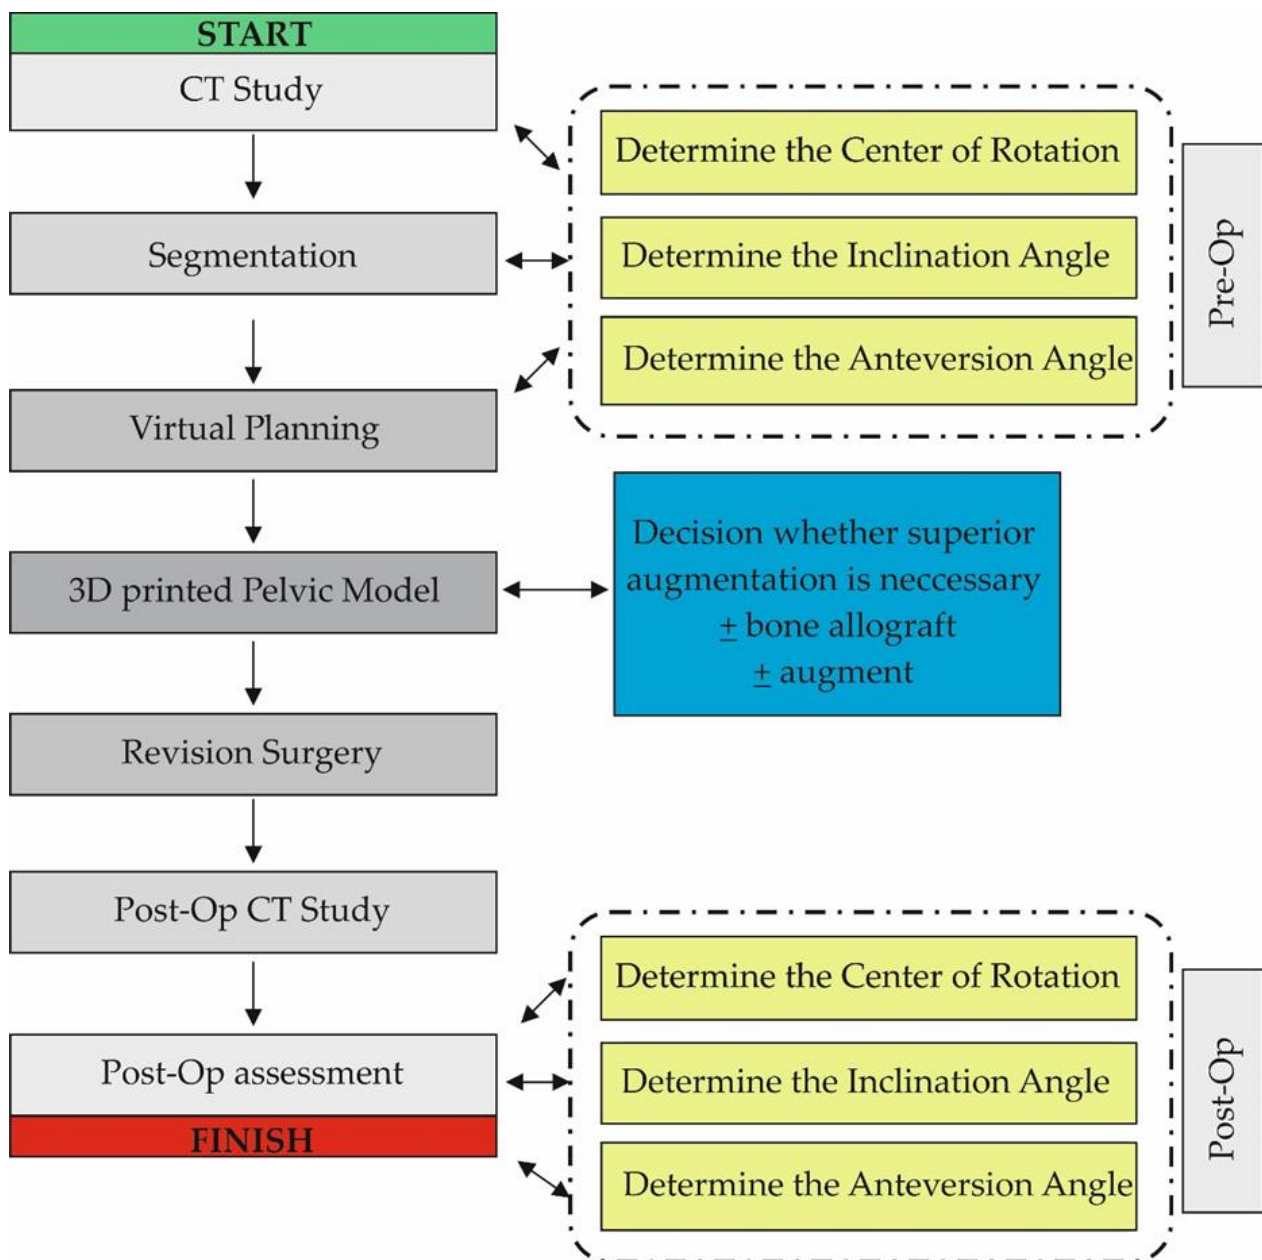 START
CT Study
Segmentation
Virtual Planning
3D printed Pelvic Model
Revision Surgery
Post-Op CT Study
Post-Op assessment
FINISH
Determine the Center of Rotation
Determine the Inclination Angle
Determine the Anteversion Angle
Pre-Op
Decision whether superior
augmentation is neccessary
± bone allograft
± augment
Determine the Center of Rotation
Determine the Inclination Angle
Determine the Anteversion Angle
Post-Op